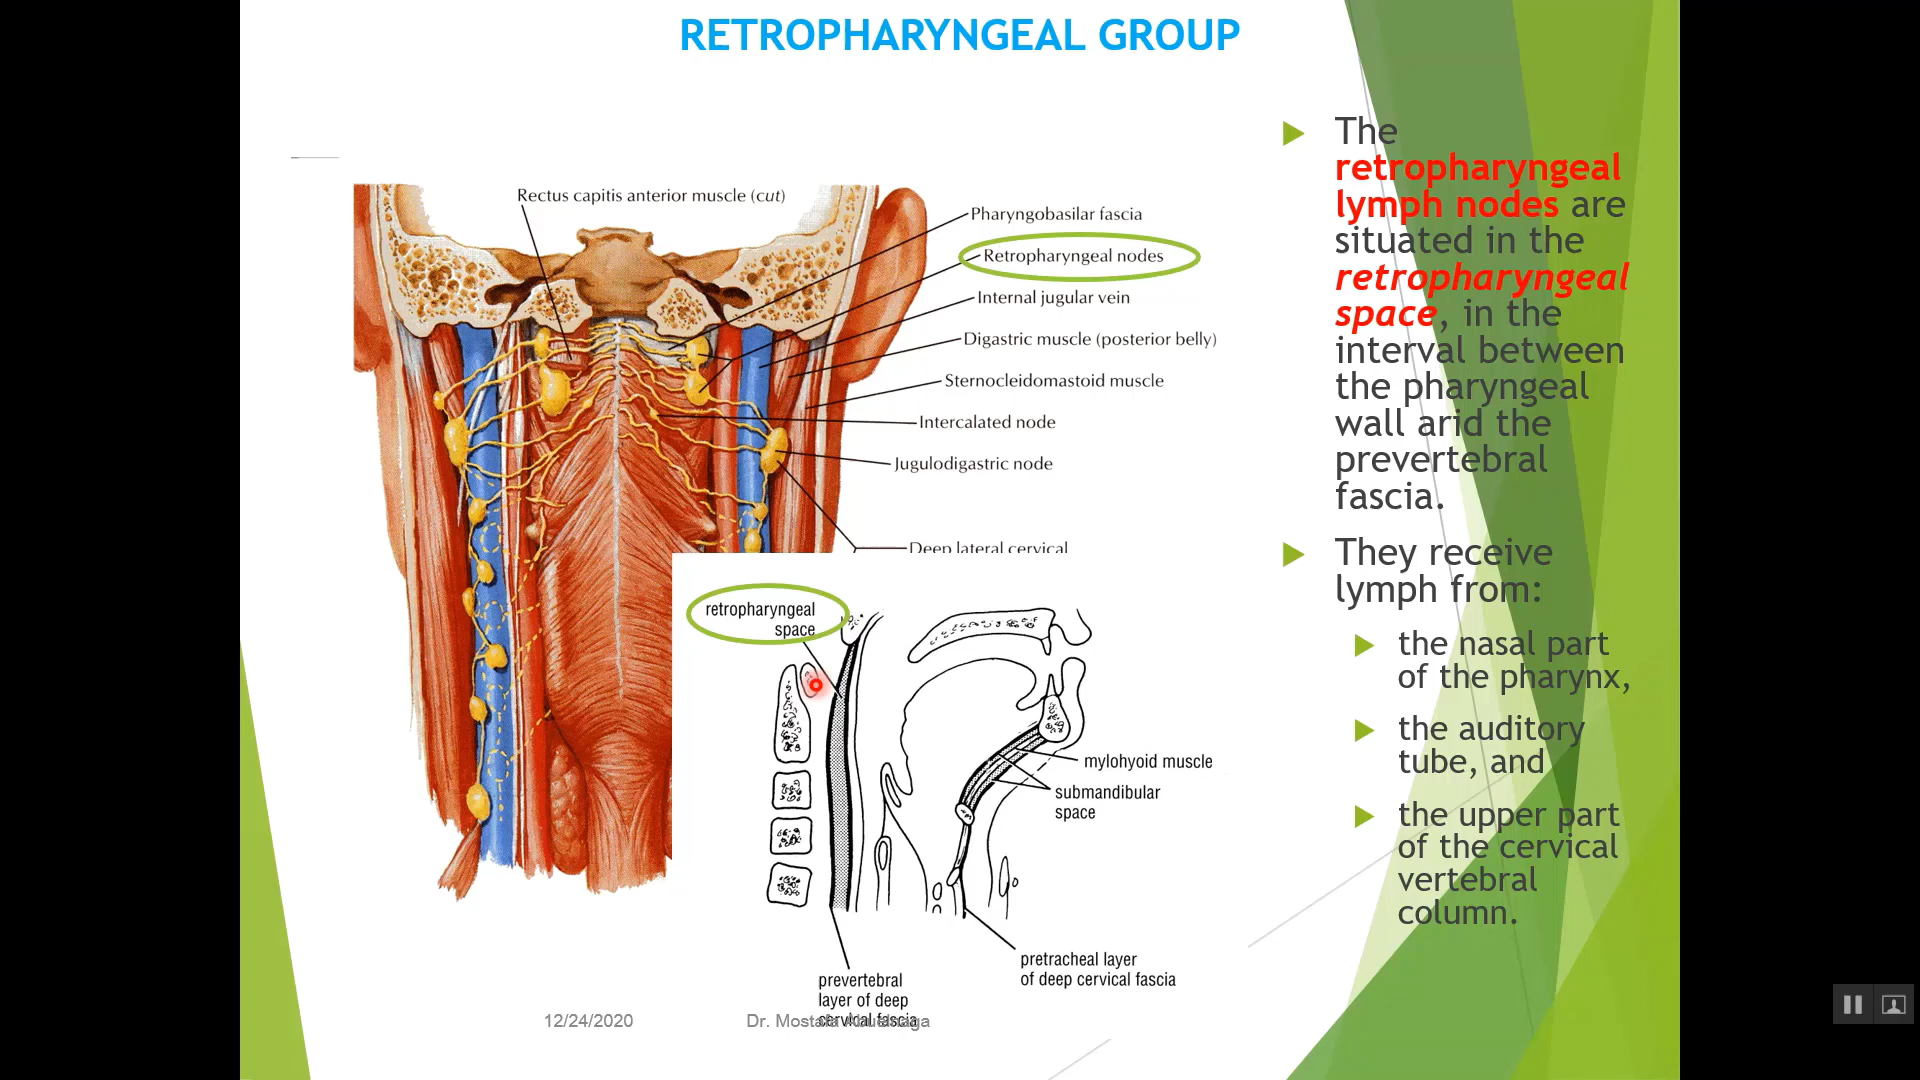 RETROPHARYNGEAL GROUP
Rectus capitis anterior muscle (cut)
Pharyngobasilar fascia
Retropharyngeal nodes
Internal jugular vein
Digastric muscle (posterior belly)
Sternocleidomastoid muscle
Intercalated node
Jugulodigastric node
Deep lateral cervical
retropharyngeal
space
mylohyoid muscle
submandibular
space
pretracheal layer
of deep cervical fascia
prevertebral
layer of deep
cervical fascia
12/24/2020
Dr. Mostafa
The
retropharyngeal
lymph nodes are
situated in the
retropharyngeal
space, in the
interval between
the pharyngeal
wall arid the
prevertebral
fascia.
They receive
lymph from:
the nasal part
of the pharynx,
the auditory
tube, and
the upper part
of the cervical
vertebral
column.